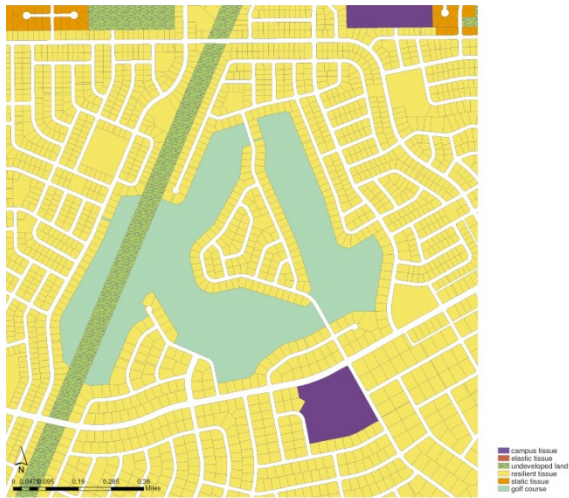 N
0 0.0475 0.095 0.19 0.285 0.38
Miles
campus tissue
elastic tissue
undeveloped land
resilient tissue
static tissue
golf course